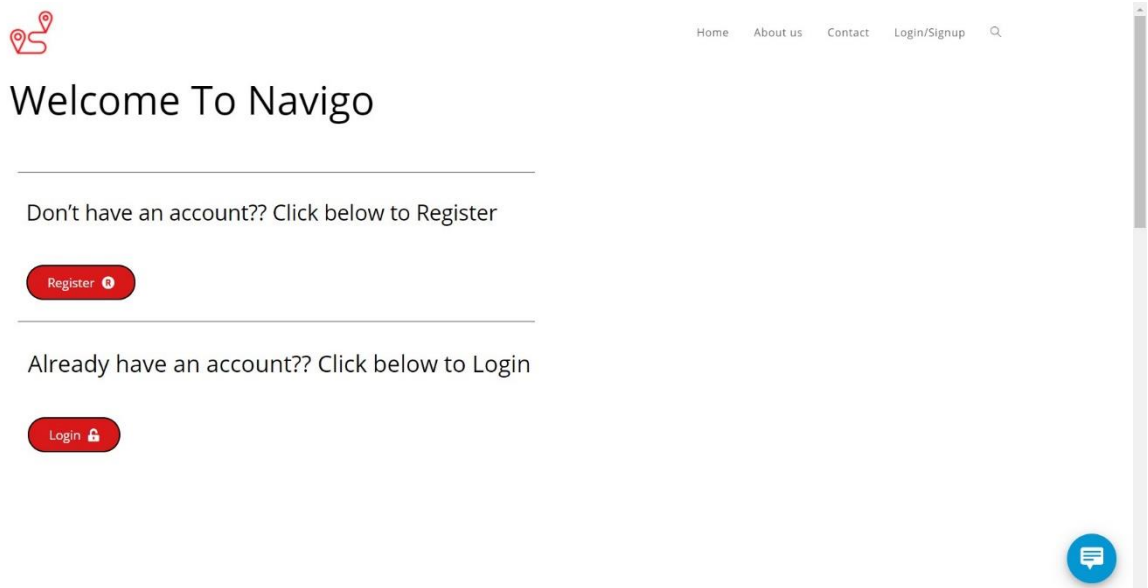 Home About us Contact Login/Signup
Welcome To Navigo
Don’t have an account?? Click below to Register
Register R
Already have an account?? Click below to Login
Login